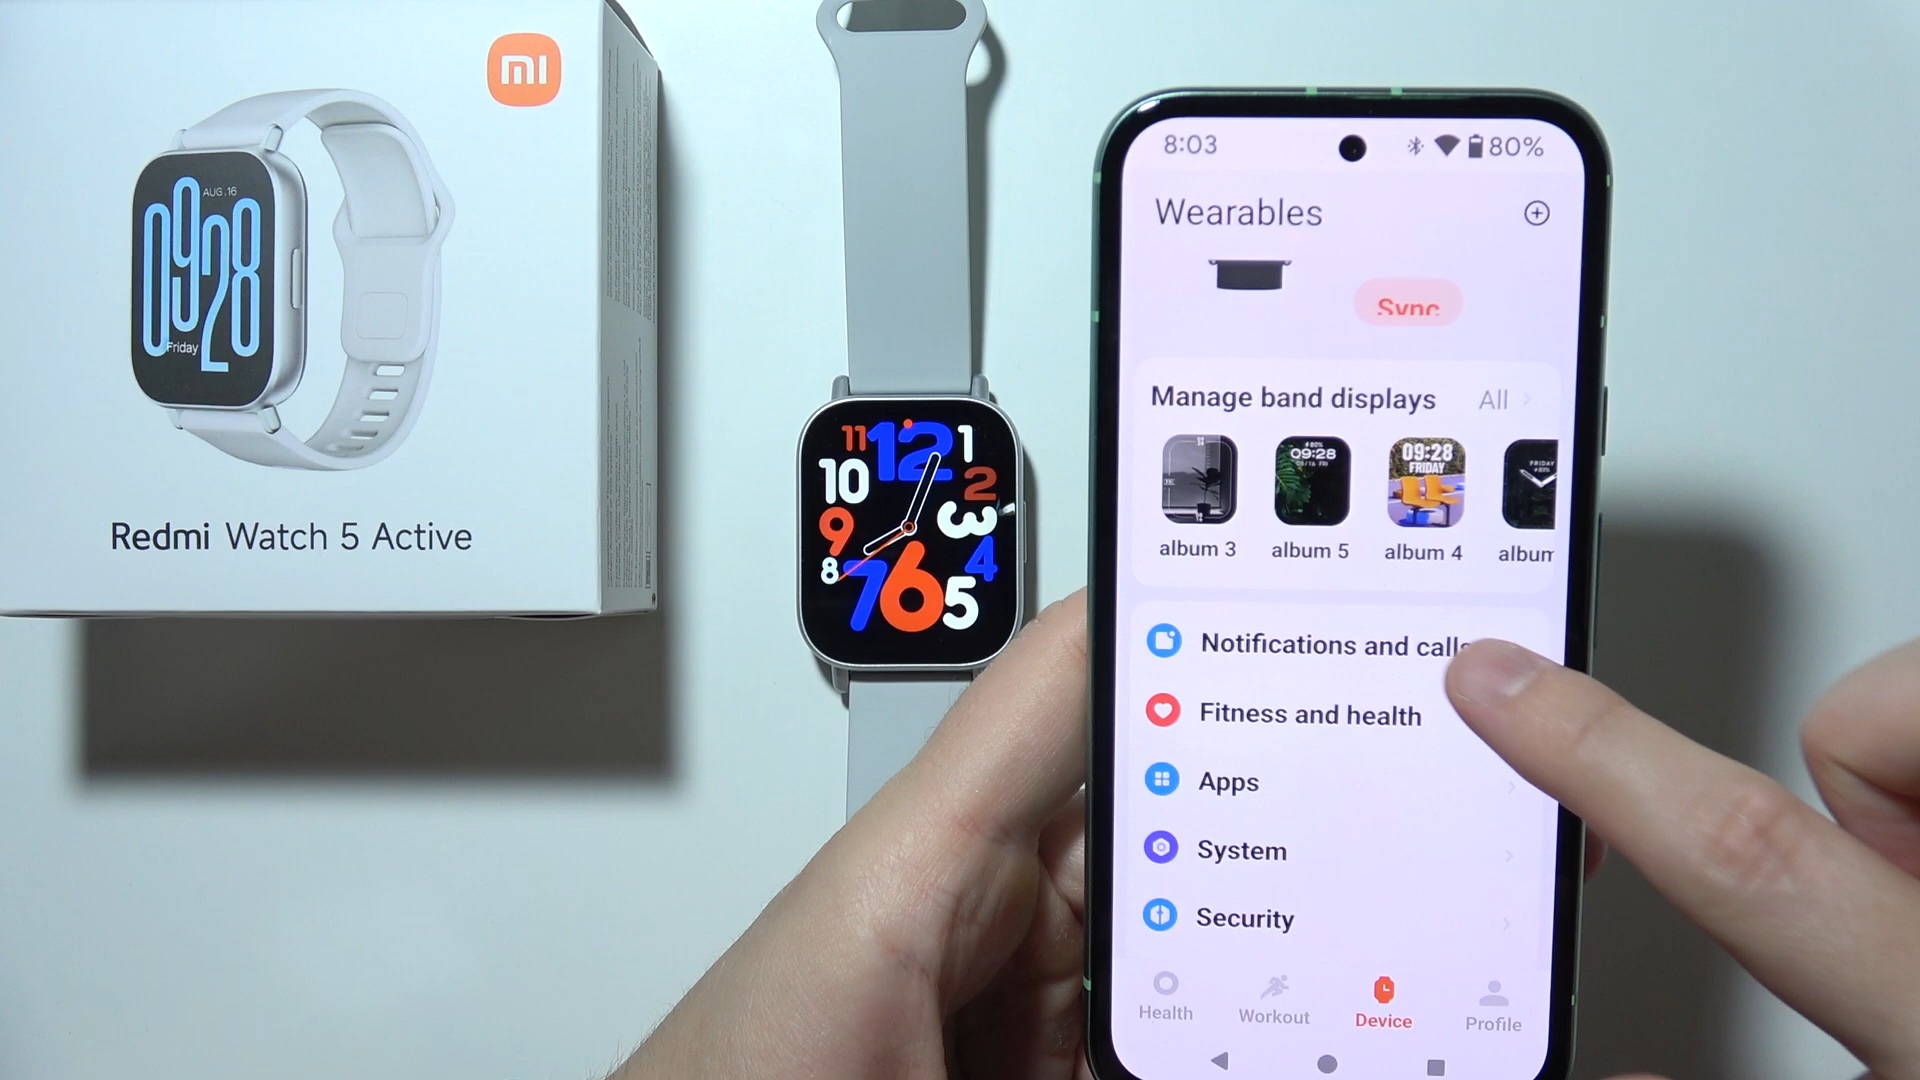 mi
AUG.16
0928
Friday
Redmi Watch 5 Active
11 12 1
10 2
9 3
8 4
7 6 5
8:03
80%
Wearables
Sync
Manage band displays
All
09:28
09:28
FRIDAY
FRIDAY
album 3
album 5
album 4
album
Notifications and calls
Fitness and health
Apps
System
Security
Health
Workout
Device
Profile